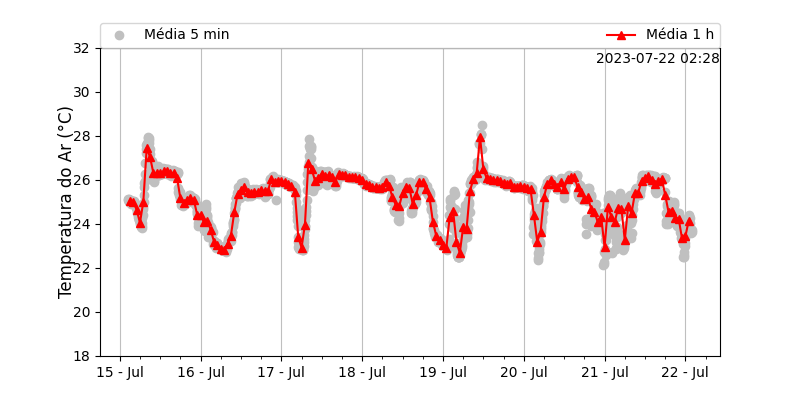 Média 5 min
Média 1 h
2023-07-22 02:28
Temperatura do Ar (°C)
32
30
28
26
24
22
20
18
15 - Jul
16 - Jul
17 - Jul
18 - Jul
19 - Jul
20 - Jul
21 - Jul
22 - Jul